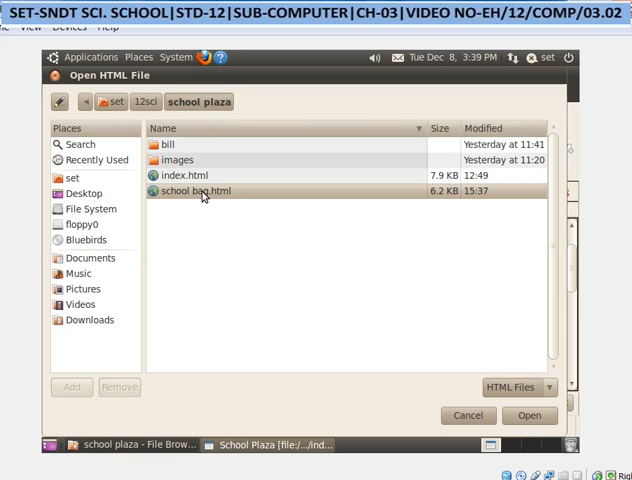 SET-SNDT SCI. SCHOOL|STD-12|SUB-COMPUTER|CH-03|VIDEO NO-EH/12/COMP/03.02
Devices Help
Applications Places System ? Tue Dec 8, 3:39 PM set
Open HTML File
set 12sci school plaza
Places Name Size Modified
Search bill Yesterday at 11:41
Recently Used images Yesterday at 11:20
set index.html 7.9 KB 12:49
Desktop school bag.html 6.2 KB 15:37
File System
floppy0
Bluebirds
Documents
Music
Pictures
Videos
Downloads
Add Remove HTML Files
Cancel Open
school plaza - File Brow... School Plaza [file:/.../ind...
Rig